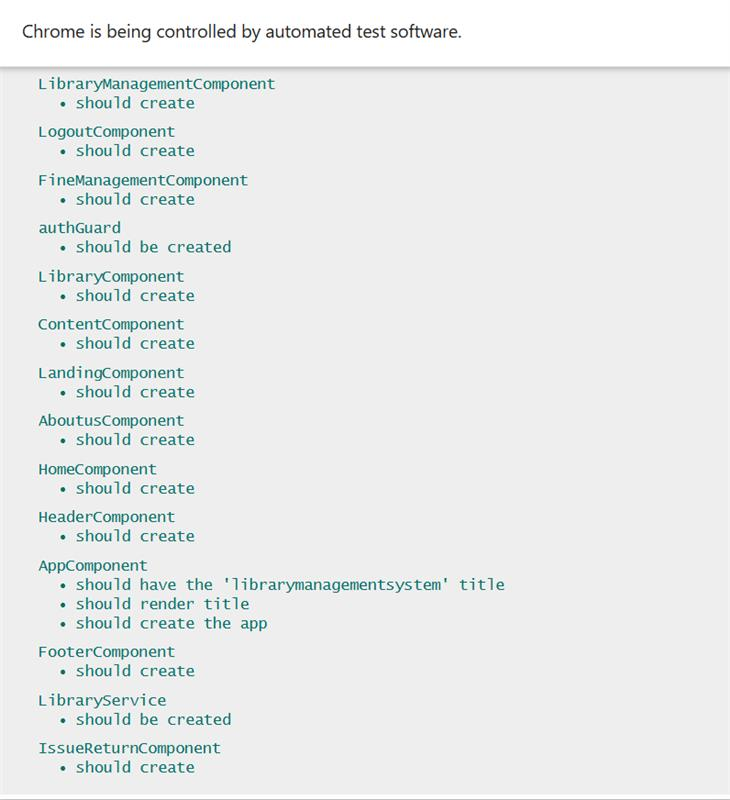 Chrome is being controlled by automated test software.
LibraryManagementComponent
• should create
LogoutComponent
• should create
FineManagementComponent
• should create
authGuard
• should be created
LibraryComponent
• should create
ContentComponent
• should create
LandingComponent
• should create
AboutusComponent
• should create
HomeComponent
• should create
HeaderComponent
• should create
AppComponent
• should have the 'librarymanagementsystem' title
• should render title
• should create the app
FooterComponent
• should create
LibraryService
• should be created
IssueReturnComponent
• should create